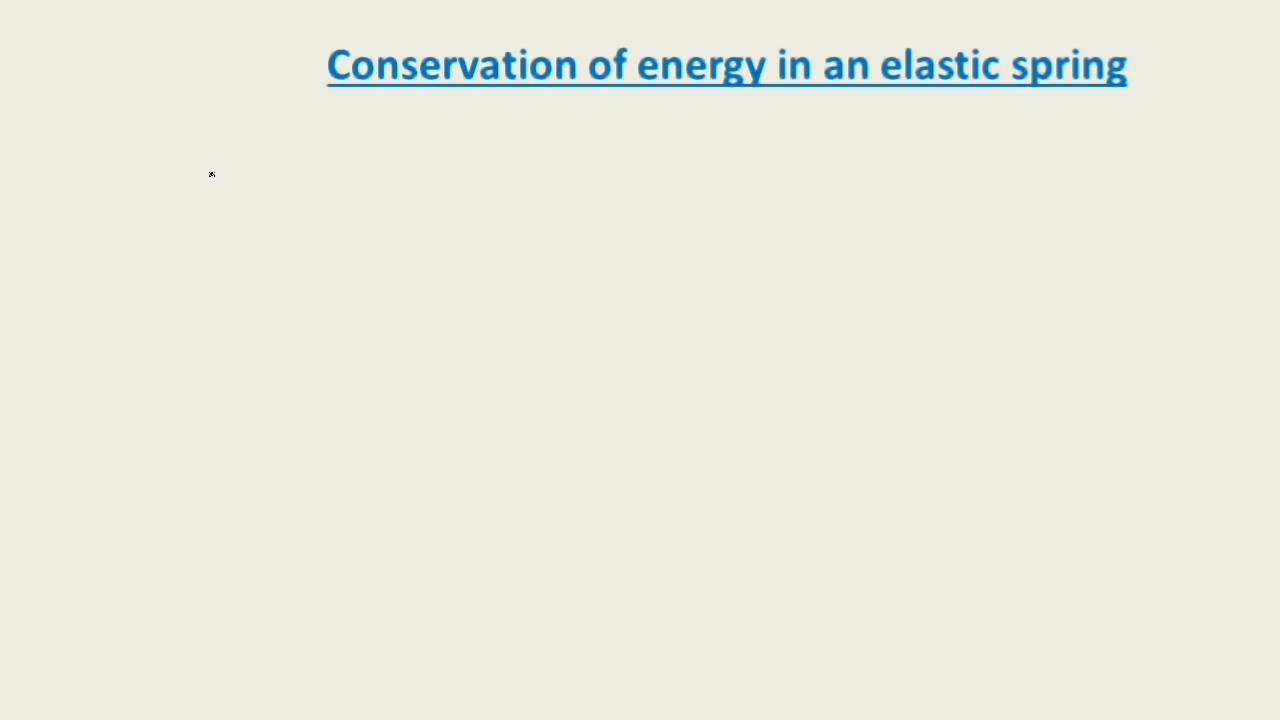 Conservation of energy in an elastic spring